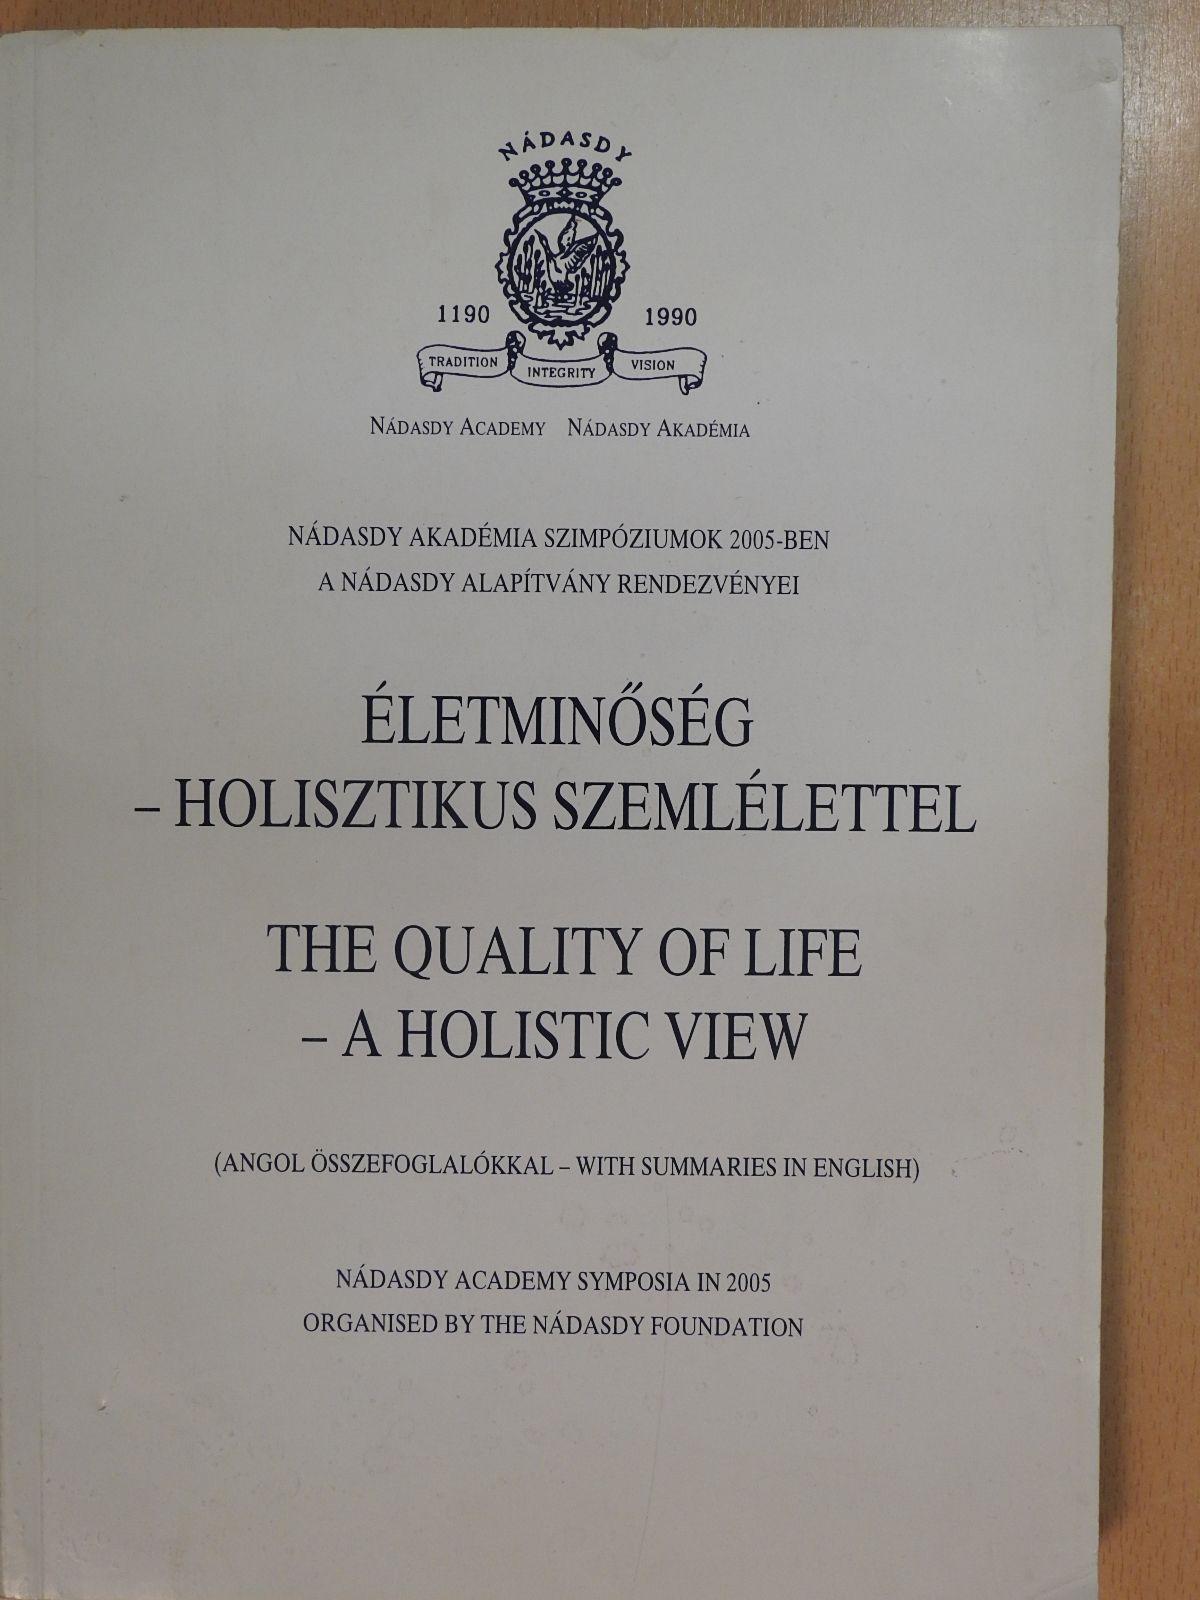 NÁDASDY
1190 1990
TRADITION INTEGRITY VISION
NÁDASDY ACADEMY NÁDASDY AKADÉMIA
NÁDASDY AKADÉMIA SZIMPÓZIUMOK 2005-BEN
A NÁDASDY ALAPÍTVÁNY RENDEZVÉNYEI
ÉLETMINŐSÉG
– HOLISZTIKUS SZEMLÉLETTEL
THE QUALITY OF LIFE
– A HOLISTIC VIEW
(ANGOL ÖSSZEFOGLALÓKKAL – WITH SUMMARIES IN ENGLISH)
NÁDASDY ACADEMY SYMPOSIA IN 2005
ORGANISED BY THE NÁDASDY FOUNDATION